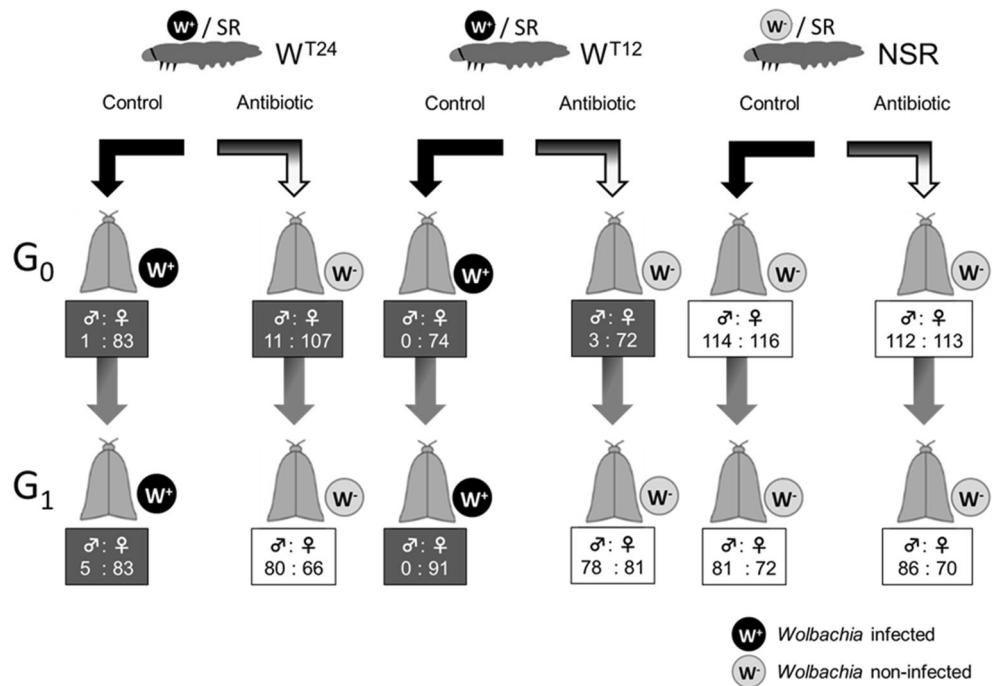 W⁺ / SR W⁺ / SR W⁻ / SR
Wᵀ²⁴ Wᵀ¹² NSR
Control Antibiotic Control Antibiotic Control Antibiotic
G₀
W⁺ W⁻ W⁺ W⁻ W⁻ W⁻
♂ : ♀ ♂ : ♀ ♂ : ♀ ♂ : ♀ ♂ : ♀ ♂ : ♀
1 : 83 11 : 107 0 : 74 3 : 72 114 : 116 112 : 113
G₁
W⁺ W⁻ W⁺ W⁻ W⁻ W⁻
♂ : ♀ ♂ : ♀ ♂ : ♀ ♂ : ♀ ♂ : ♀ ♂ : ♀
5 : 83 80 : 66 0 : 91 78 : 81 81 : 72 86 : 70
W⁺ Wolbachia infected
W⁻ Wolbachia non-infected